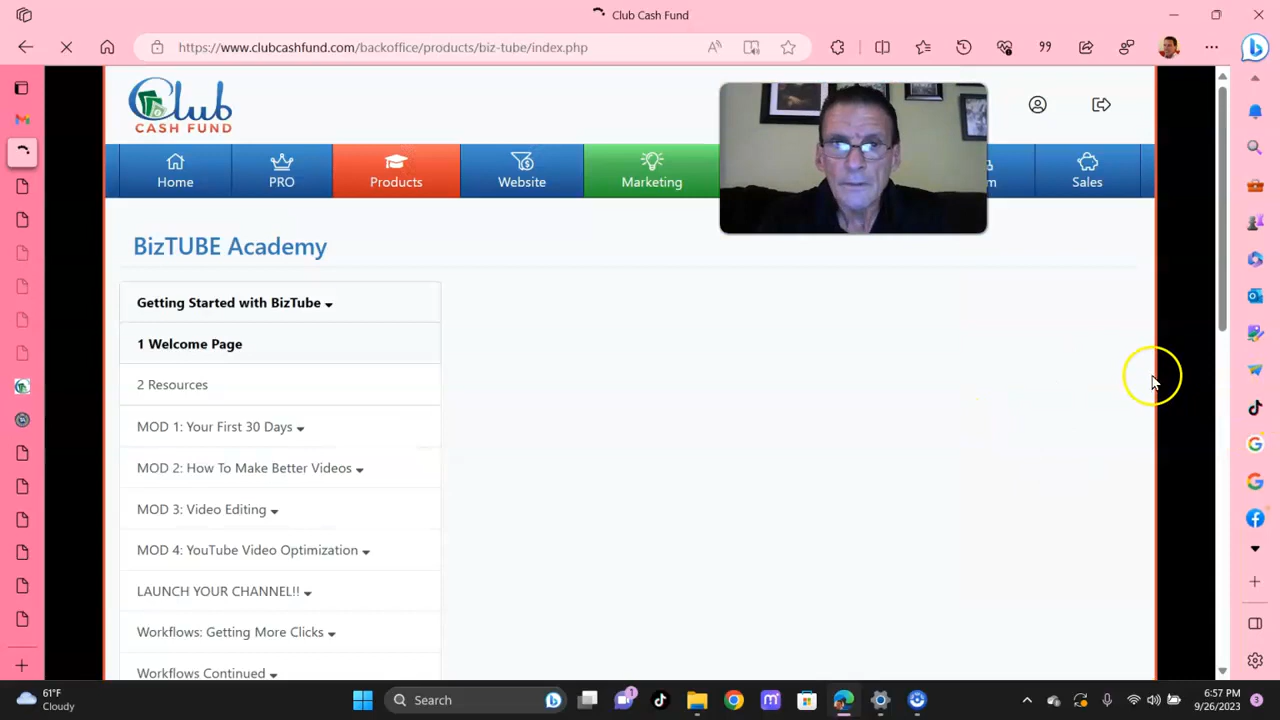 Club Cash Fund
https://www.clubcashfund.com/backoffice/products/biz-tube/index.php
Club
CASH FUND
Home
PRO
Products
Website
Marketing
m
Sales
BizTUBE Academy
Getting Started with BizTube
1 Welcome Page
2 Resources
MOD 1: Your First 30 Days
MOD 2: How To Make Better Videos
MOD 3: Video Editing
MOD 4: YouTube Video Optimization
LAUNCH YOUR CHANNEL!!
Workflows: Getting More Clicks
Workflows Continued
61°F
Cloudy
Search
1
6:57 PM
9/26/2023
3